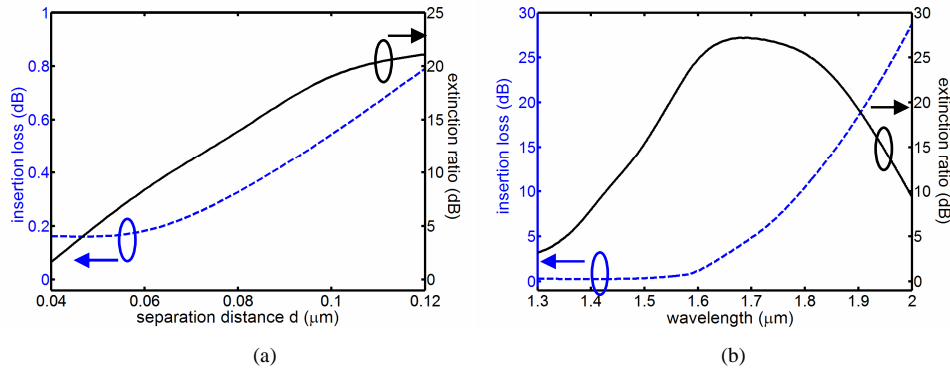 1
0.8
0.6
0.4
0.2
0
insertion loss (dB)
25
20
15
10
5
0
extinction ratio (dB)
0.04 0.06 0.08 0.1 0.12
separation distance d (μm)
(a)
30
25
20
15
10
5
0
insertion loss (dB)
30
25
20
15
10
5
0
extinction ratio (dB)
1.3 1.4 1.5 1.6 1.7 1.8 1.9 2
wavelength (μm)
(b)